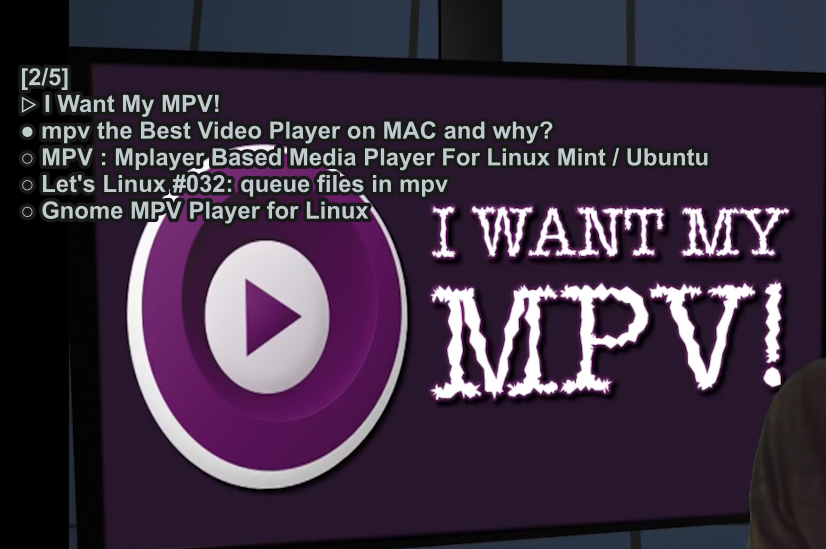 [2/5]
▷ I Want My MPV!
● mpv the Best Video Player on MAC and why?
○ MPV : Mplayer Based Media Player For Linux Mint / Ubuntu
○ Let's Linux #032: queue files in mpv
○ Gnome MPV Player for Linux
I WANT MY
MPV!